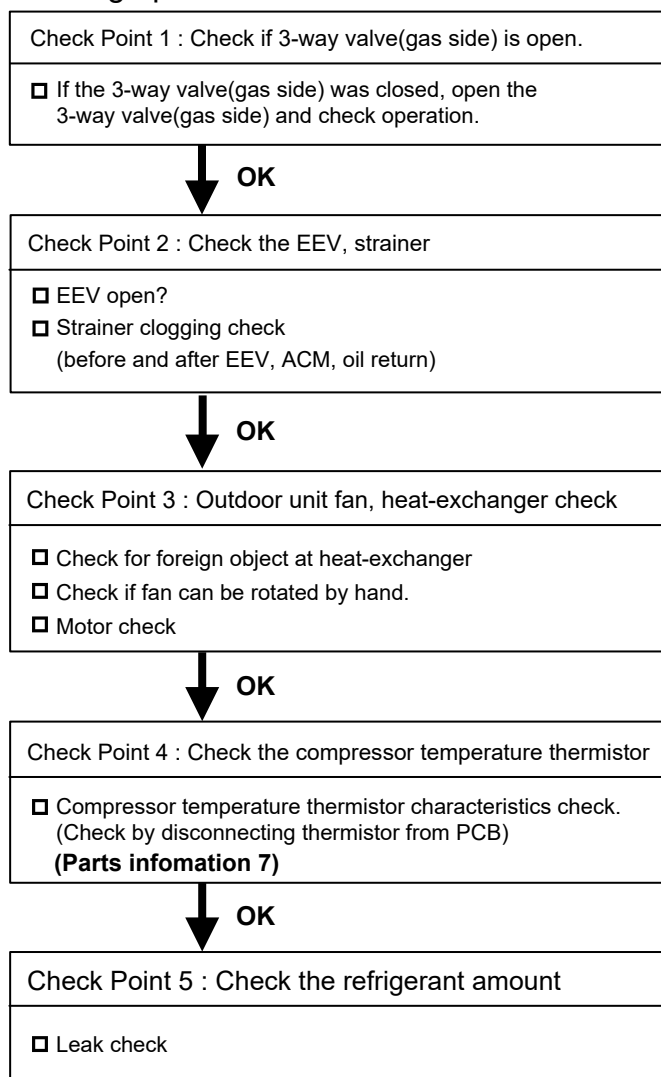 Check Point 1 : Check if 3-way valve(gas side) is open.
If the 3-way valve(gas side) was closed, open the
3-way valve(gas side) and check operation.
OK
Check Point 2 : Check the EEV, strainer
EEV open?
Strainer clogging check
(before and after EEV, ACM, oil return)
OK
Check Point 3 : Outdoor unit fan, heat-exchanger check
Check for foreign object at heat-exchanger
Check if fan can be rotated by hand.
Motor check
OK
Check Point 4 : Check the compressor temperature thermistor
Compressor temperature thermistor characteristics check.
(Check by disconnecting thermistor from PCB)
(Parts infomation 7)
OK
Check Point 5 : Check the refrigerant amount
Leak check